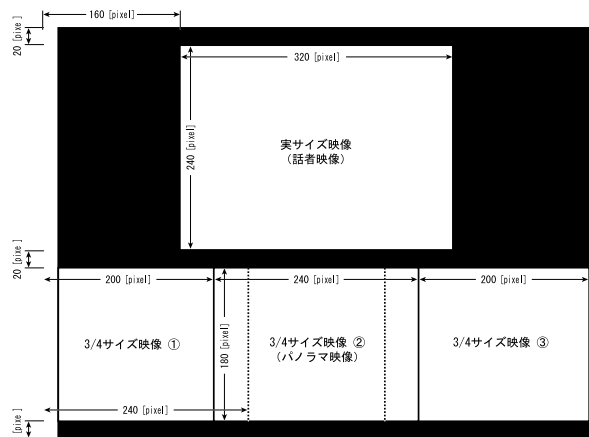 160 [pixel]
20 [pixe]
320 [pixel]
240 [pixel]
実サイズ映像
(話者映像)
20 [pixe]
200 [pixel]
240 [pixel]
200 [pixel]
180 [pixel]
3/4サイズ映像 ①
3/4サイズ映像 ②
(パノラマ映像)
3/4サイズ映像 ③
240 [pixel]
[pixe]